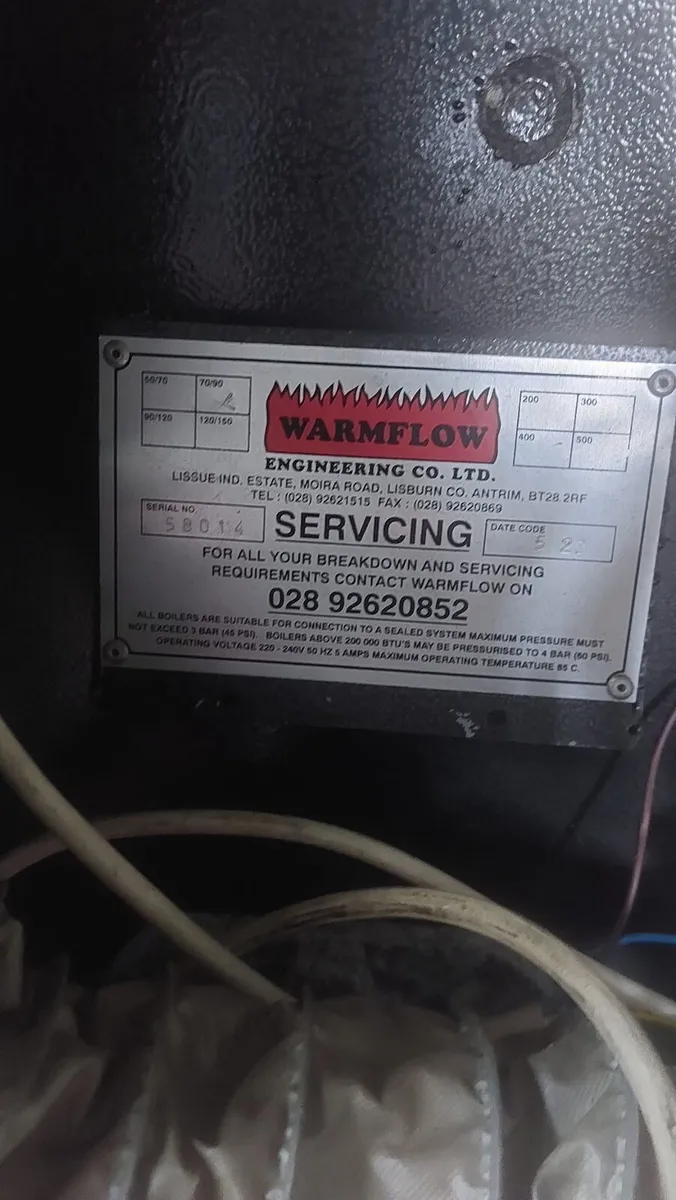 50/70 70/90
90/120 120/150
WARMFLOW
200 300
400 500
ENGINEERING CO. LTD.
LISSUE IND. ESTATE, MOIRA ROAD, LISBURN CO. ANTRIM, BT28 2RF
TEL : (028) 92621515 FAX : (028) 92620869
SERIAL NO.
58014
SERVICING
DATE CODE
FOR ALL YOUR BREAKDOWN AND SERVICING
REQUIREMENTS CONTACT WARMFLOW ON
028 92620852
ALL BOILERS ARE SUITABLE FOR CONNECTION TO A SEALED SYSTEM MAXIMUM PRESSURE MUST
NOT EXCEED 3 BAR (45 PSI). BOILERS ABOVE 200 000 BTU'S MAY BE PRESSURISED TO 4 BAR (60 PSI).
OPERATING VOLTAGE 220 - 240V 50 HZ 5 AMPS MAXIMUM OPERATING TEMPERATURE 85 C.